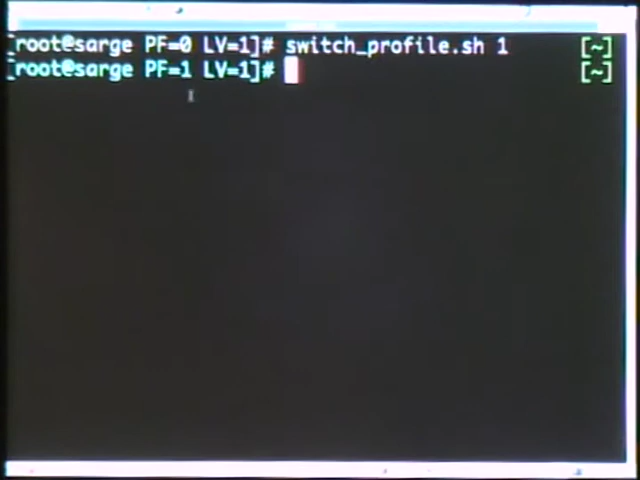 [root@sarge PF=0 LV=1]# switch_profile.sh 1 [~]
[root@sarge PF=1 LV=1]# [~]